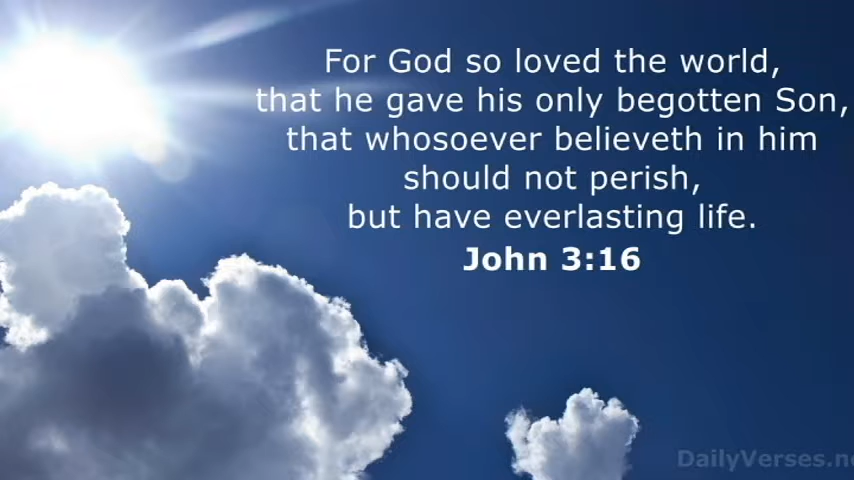 For God so loved the world,
that he gave his only begotten Son,
that whosoever believeth in him
should not perish,
but have everlasting life.
John 3:16
DailyVerses.ne